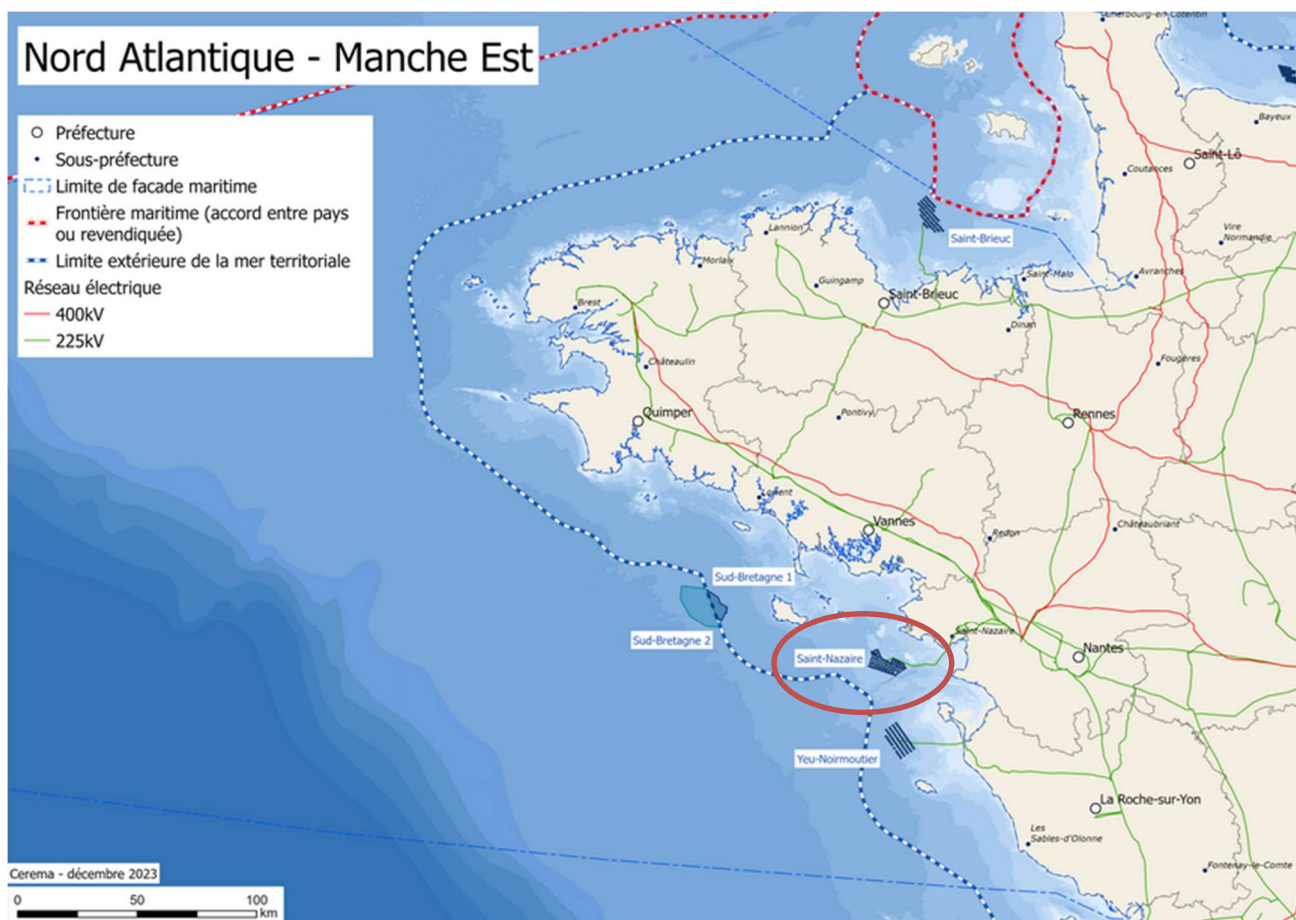 Nord Atlantique - Manche Est
Préfecture
Sous-préfecture
Limite de facade maritime
Frontière maritime (accord entre pays
ou revendiquée)
Limite extérieure de la mer territoriale
Réseau électrique
400kV
225kV
Cherbourg-en-Cotentin
Bayeux
Saint-Lô
Coutances
Vire
Normandie
Saint-Brieuc
Lannion
Morlaix
Guingamp
Saint-Malo
Avranches
Brest
Saint-Brieuc
Dinan
Fougères
Châteaulin
Quimper
Pontivy
Rennes
Lorient
Vannes
Redon
Châteaubriant
Sud-Bretagne 1
Sud-Bretagne 2
Saint-Nazaire
Saint-Nazaire
Nantes
Yeu-Noirmoutier
La Roche-sur-Yon
Les
Sables-d'Olonne
Fontenay-le-Comte
Cerema - décembre 2023
0 50 100
km